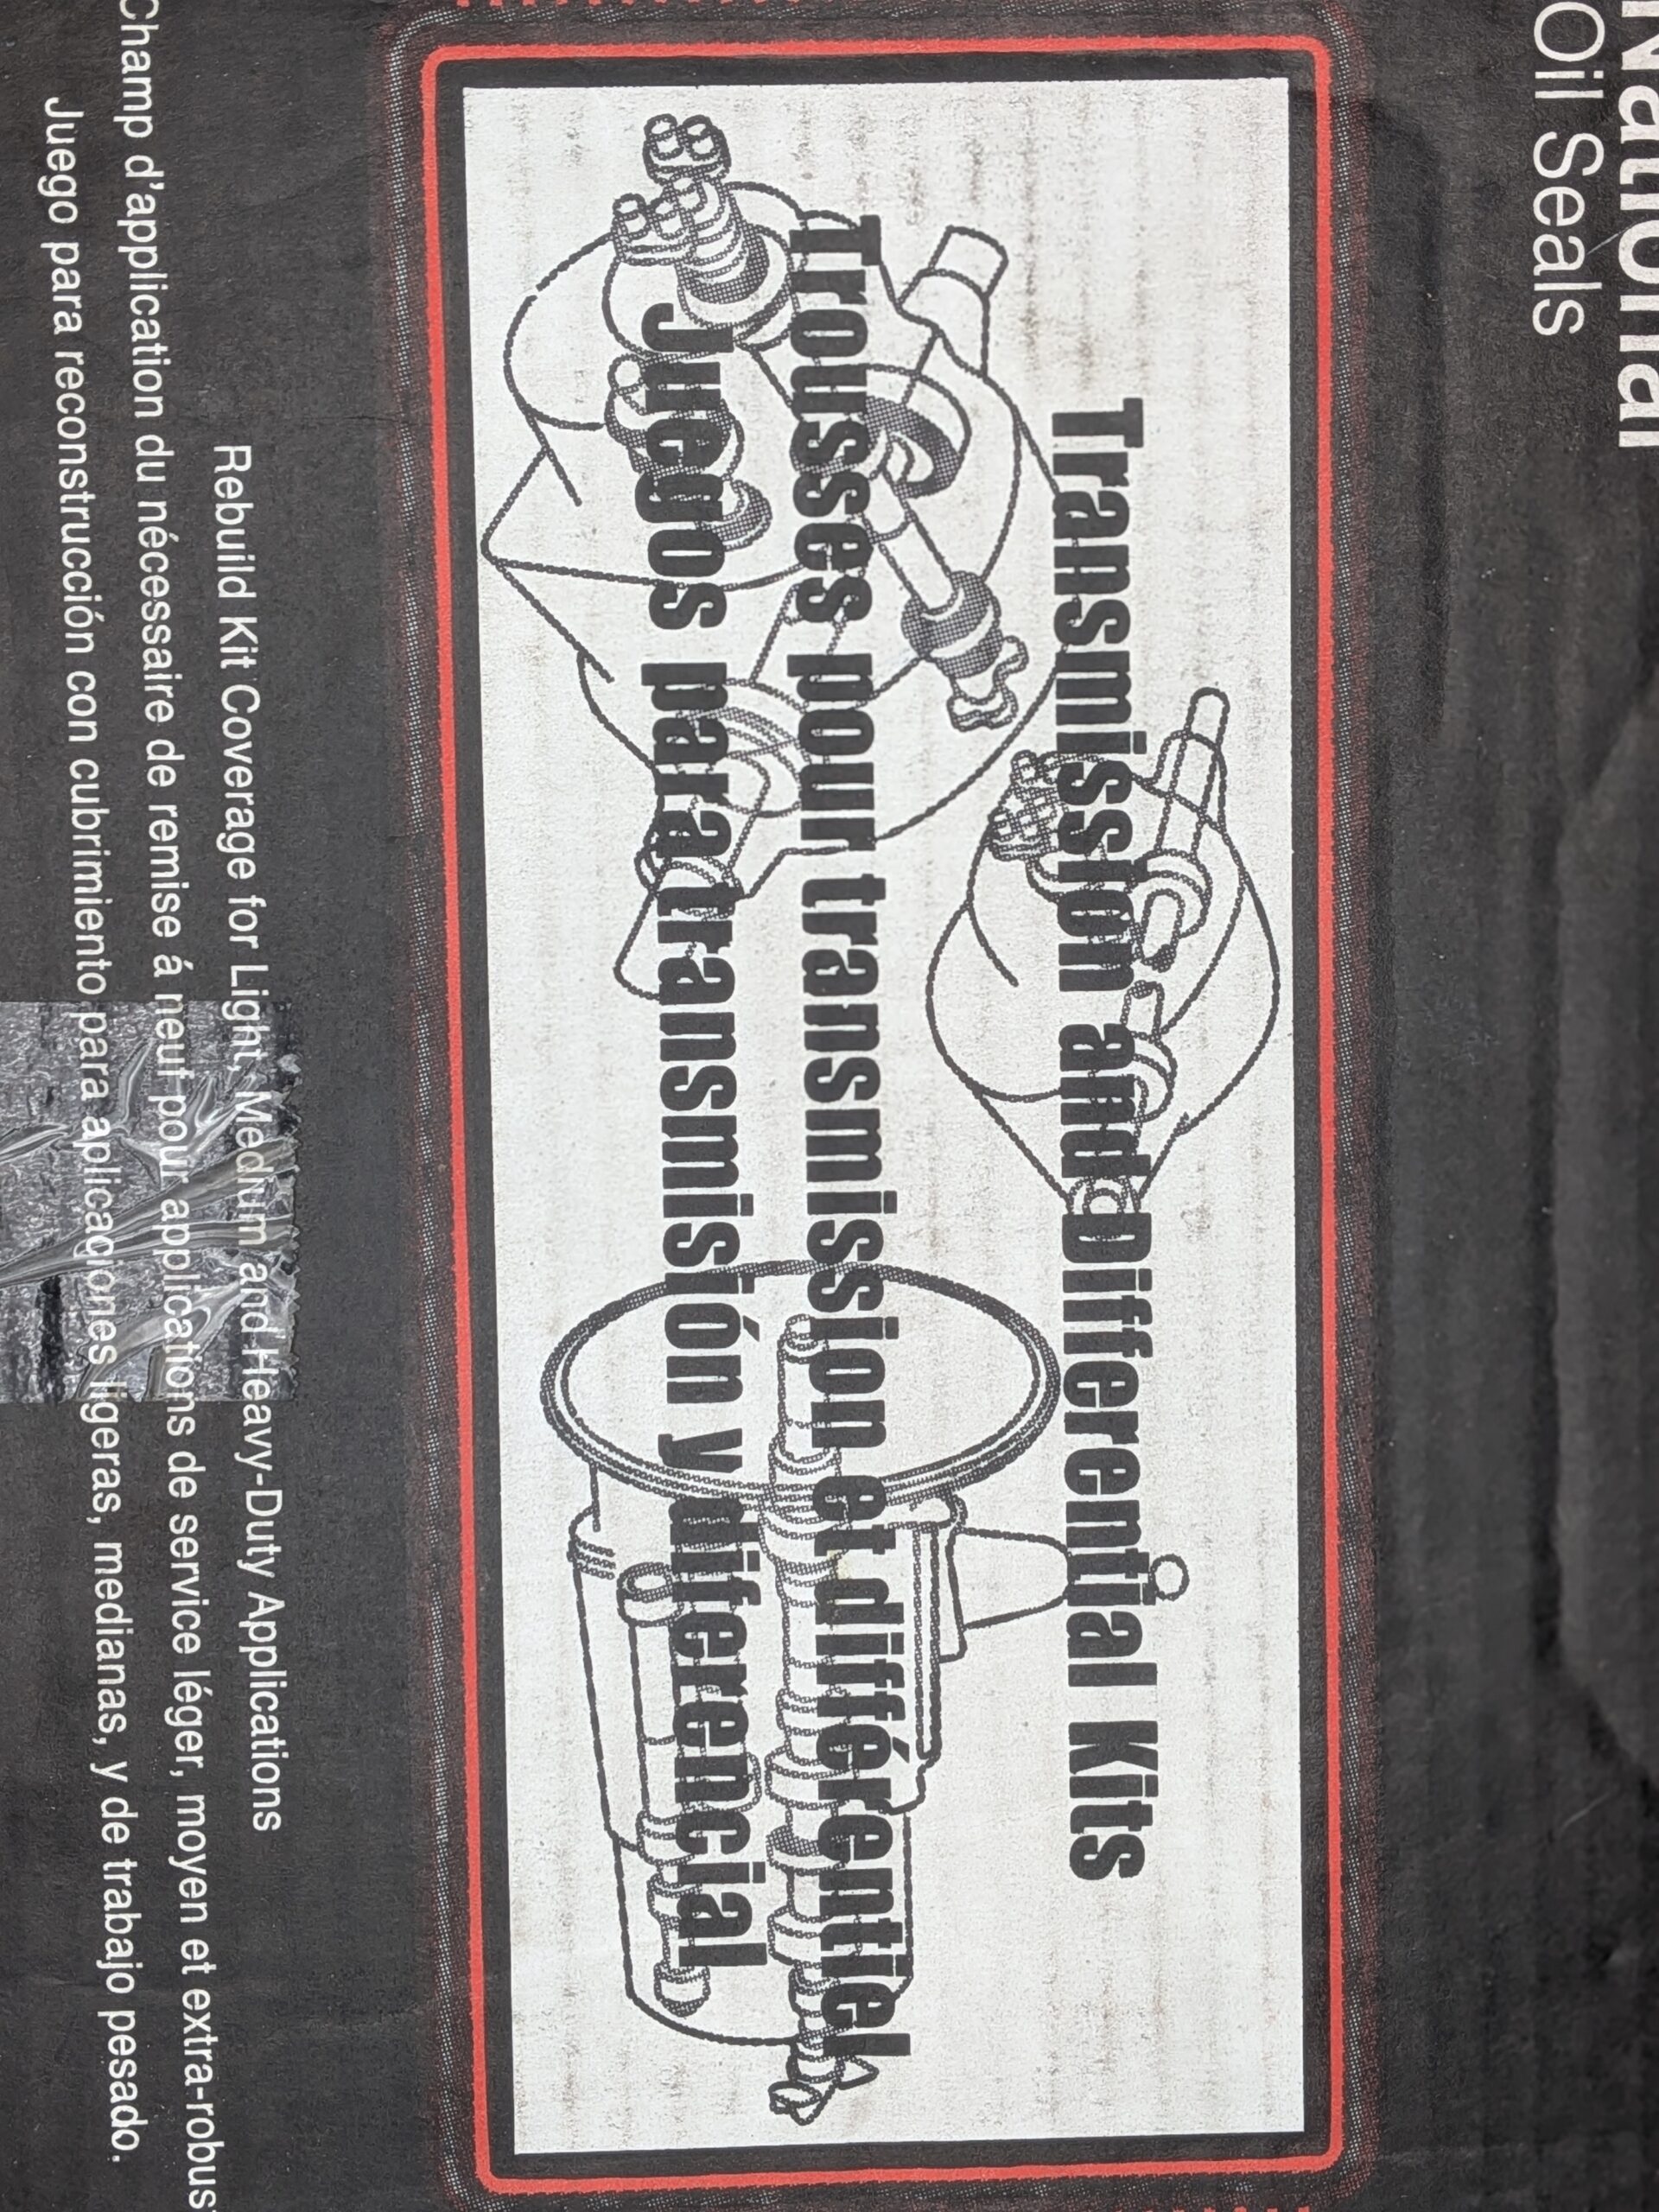 National
Oil Seals
Transmission and Differential Kits
Trousses pour transmission et différentiel
Juegos para transmisión y diferencial
Rebuild Kit Coverage for Light, Medium and Heavy-Duty Applications
Champ d'application du nécessaire de remise á neuf pour applications de service léger, moyen et extra-robus
Juego para reconstrucción con cubrimiento para aplicaciones ligeras, medianas, y de trabajo pesado.